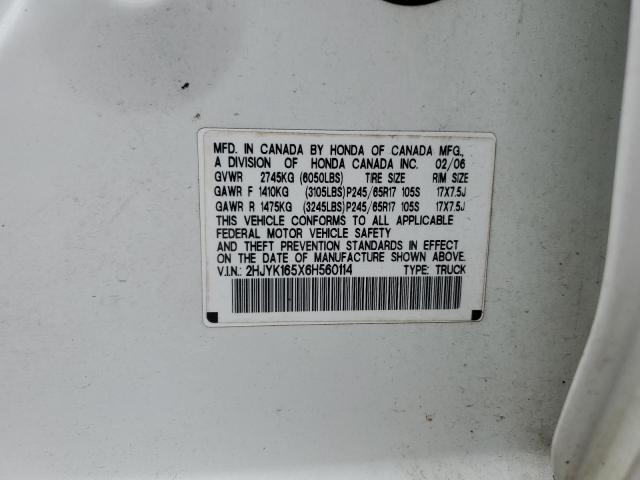 MFD. IN CANADA BY HONDA OF CANADA MFG.,
A DIVISION OF HONDA CANADA INC. 02/06
GVWR 2745KG (6050LBS) TIRE SIZE RIM SIZE
GAWR F 1410KG (3105LBS)P245/65R17 105S 17X7.5J
GAWR R 1475KG (3245LBS)P245/65R17 105S 17X7.5J
THIS VEHICLE CONFORMS TO ALL APPLICABLE
FEDERAL MOTOR VEHICLE SAFETY
AND THEFT PREVENTION STANDARDS IN EFFECT
ON THE DATE OF MANUFACTURE SHOWN ABOVE.
V.I.N.: 2HJYK165X6H560114 TYPE: TRUCK